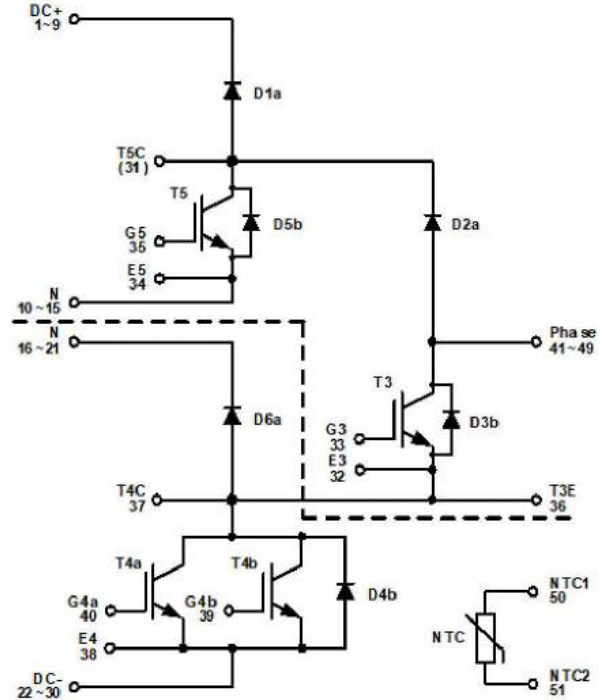 DC+
1~9
D1a
T5C
(31)
T5
D5b
D2a
G5
35
E5
34
N
10~15
N
16~21
Phase
41~49
T3
D6a
D3b
G3
33
E3
32
T4C
37
T3E
36
T4a
T4b
D4b
G4a
40
G4b
39
E4
38
DC-
22~30
NTC
NTC1
50
NTC2
51